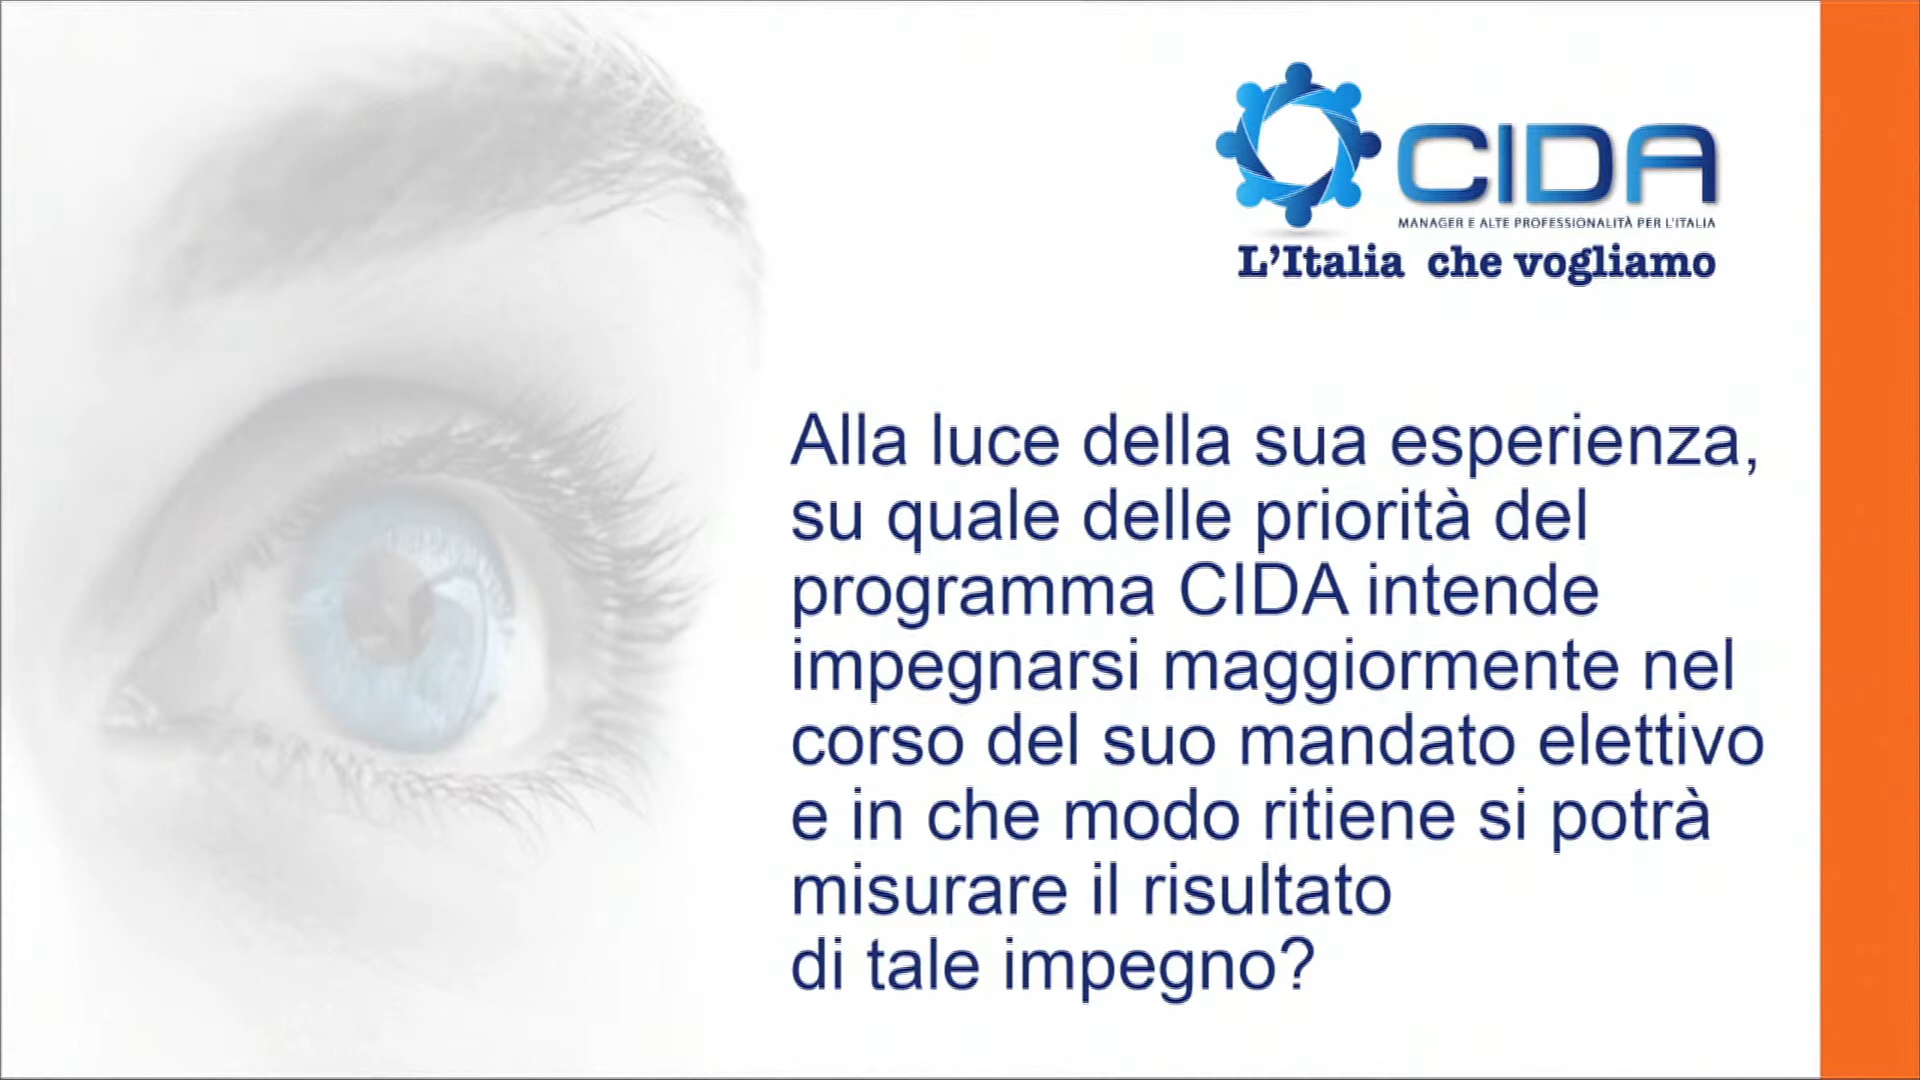 CIDA
MANAGER E ALTE PROFESSIONALITÀ PER L'ITALIA
L'Italia che vogliamo
Alla luce della sua esperienza,
su quale delle priorità del
programma CIDA intende
impegnarsi maggiormente nel
corso del suo mandato elettivo
e in che modo ritiene si potrà
misurare il risultato
di tale impegno?